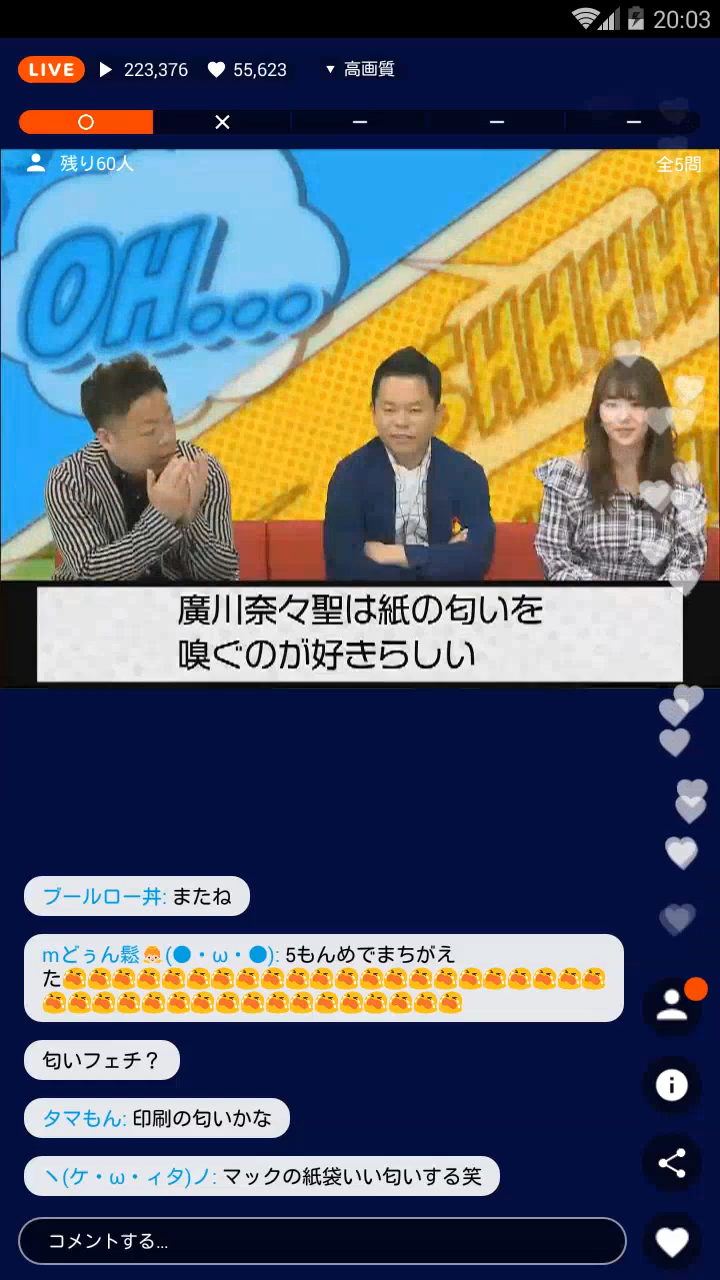 20:03
LIVE 223,376 55,623 ▼ 高画質
残り60人 全5問
OH...
廣川奈々聖は紙の匂いを
嗅ぐのが好きらしい
ブールロー丼: またね
mどぅん鬆👼(●・ω・●): 5もんめでまちがえ
た
匂いフェチ？
タマもん: 印刷の匂いかな
ヽ(ケ・ω・ィタ)ノ: マックの紙袋いい匂いする笑
コメントする...